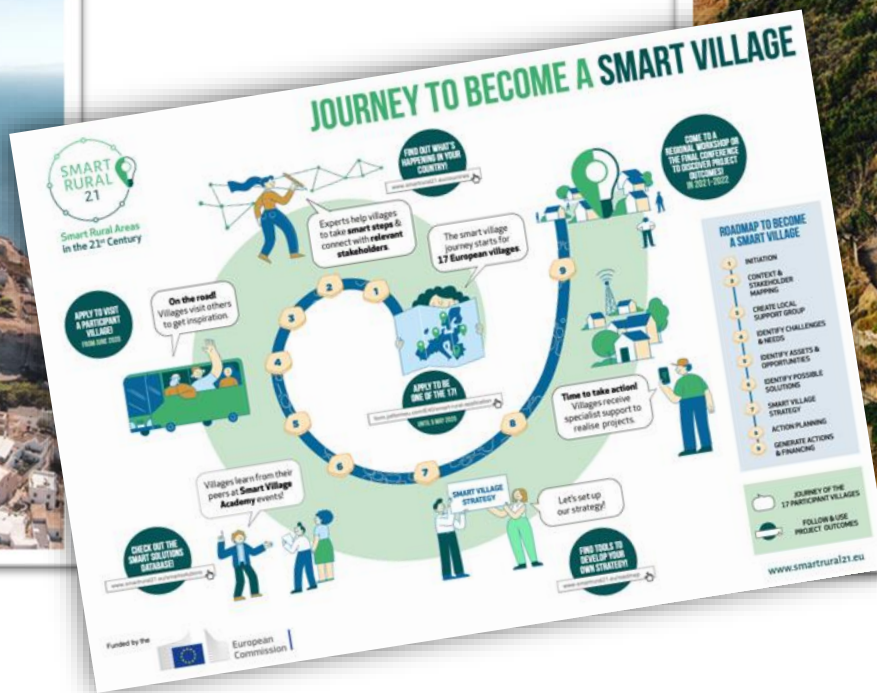 JOURNEY TO BECOME A SMART VILLAGE
SMART
RURAL
21
Smart Rural Areas
in the 21st Century
FIND OUT WHAT'S
HAPPENING IN YOUR
COUNTRY!
Experts help villages
to take smart steps &
connect with relevant
stakeholders.
The smart village
journey starts for
17 European villages.
COME TO A
REGIONAL WORKSHOP OR
THE FINAL CONFERENCE
TO DISCOVER PROJECT
OUTCOMES!
IN 2021-2022
APPLY TO VISIT
A PARTICIPANT
VILLAGE!
FROM JUNE 2020
On the road!
Villages visit others
to get inspiration.
1
2
3
4
5
6
7
8
9
APPLY TO BE
ONE OF THE 17!
UNTIL 9 MAY 2020
Time to take action!
Villages receive
specialist support to
realise projects.
Villages learn from their
peers at Smart Village
Academy events!
SMART VILLAGE
STRATEGY
Let's set up
our strategy!
CHECK OUT THE
SMART SOLUTIONS
DATABASE!
FIND TOOLS TO
DEVELOP YOUR
OWN STRATEGY!
ROADMAP TO BECOME
A SMART VILLAGE
1 INITIATION
2 CONTEXT &
STAKEHOLDER
MAPPING
3 CREATE LOCAL
SUPPORT GROUP
4 IDENTIFY CHALLENGES
& NEEDS
5 IDENTIFY ASSETS &
OPPORTUNITIES
6 IDENTIFY POSSIBLE
SOLUTIONS
7 SMART VILLAGE
STRATEGY
8 ACTION PLANNING
9 GENERATE ACTIONS
& FINANCING
JOURNEY OF THE
17 PARTICIPANT VILLAGES
FOLLOW & USE
PROJECT OUTCOMES
www.smartrural21.eu
Funded by the
European
Commission